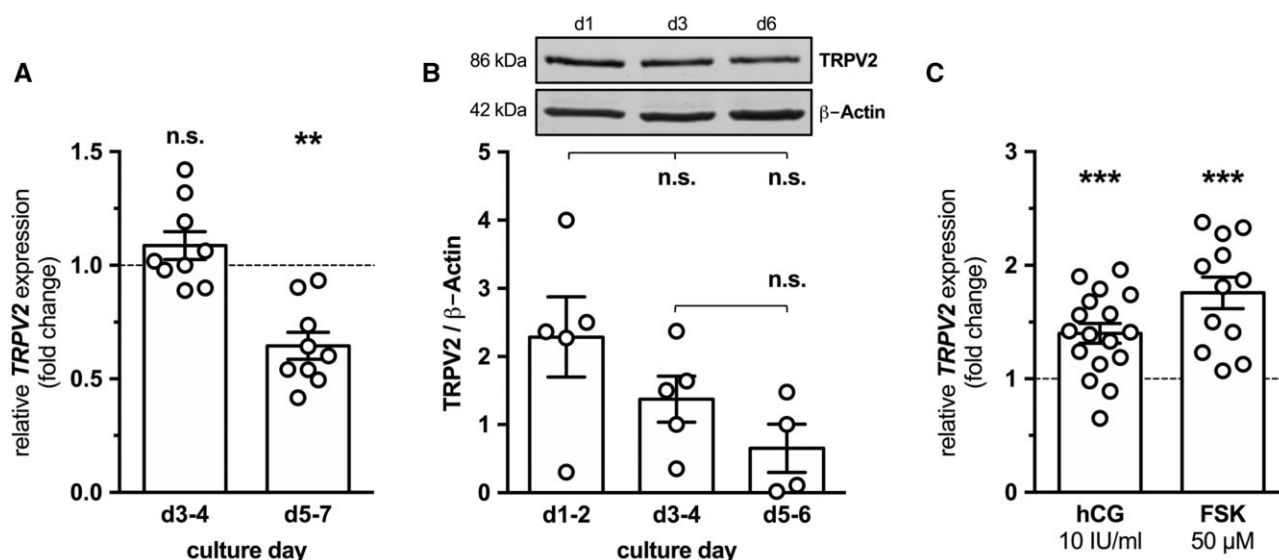 A
n.s.
**
1.5
1.0
0.5
0.0
relative TRPV2 expression
(fold change)
d3-4
d5-7
culture day
B
d1
d3
d6
86 kDa
TRPV2
42 kDa
β–Actin
5
4
3
2
1
0
TRPV2 / β–Actin
n.s.
n.s.
n.s.
d1-2
d3-4
d5-6
culture day
C
3
2
1
0
relative TRPV2 expression
(fold change)
***
***
hCG
10 IU/ml
FSK
50 µM